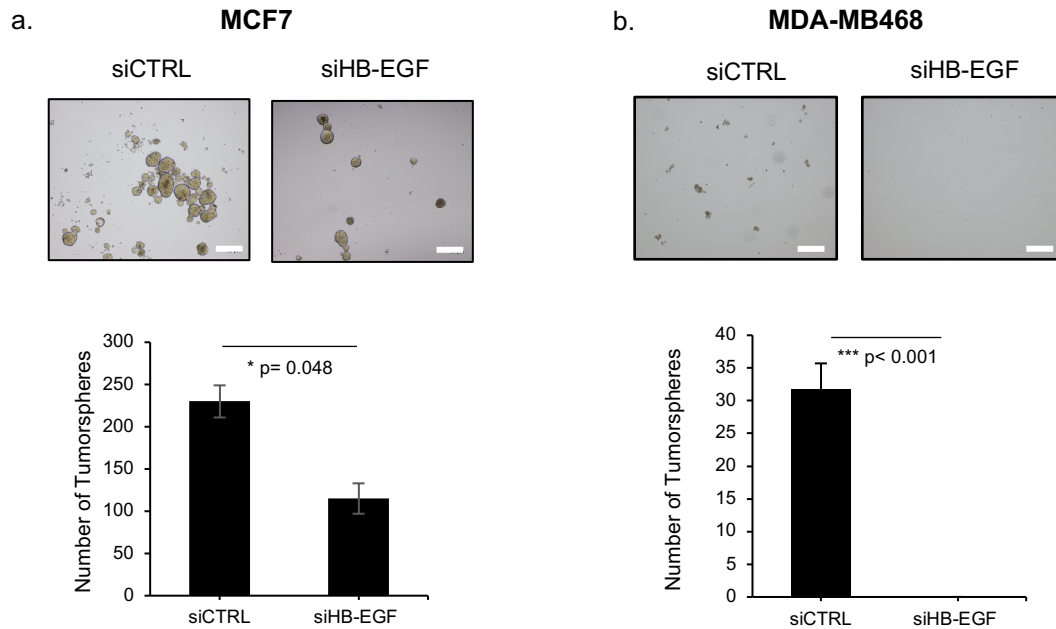 a.
MCF7
siCTRL
siHB-EGF
Number of Tumorspheres
300
250
200
150
100
50
0
* p= 0.048
siCTRL
siHB-EGF
b.
MDA-MB468
siCTRL
siHB-EGF
Number of Tumorspheres
40
35
30
25
20
15
10
5
0
*** p< 0.001
siCTRL
siHB-EGF